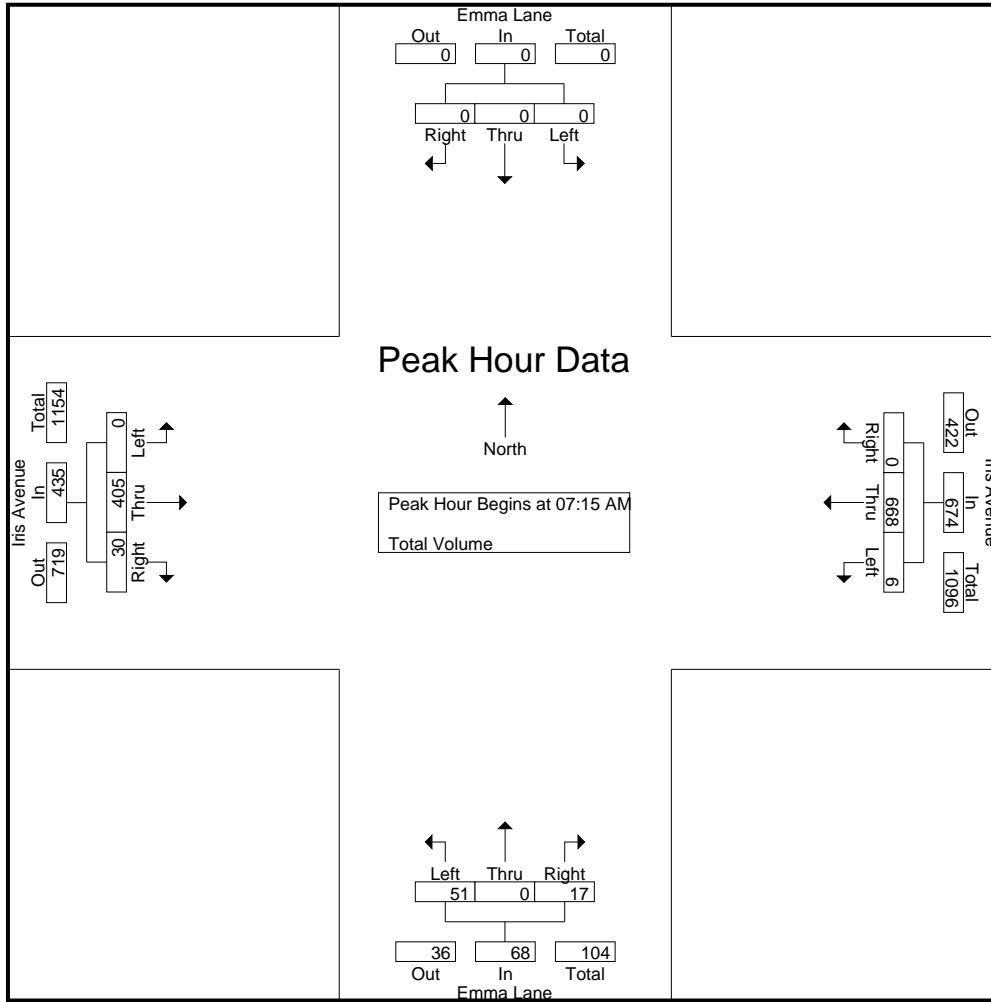 Emma Lane
Out In Total
0 0 0
0 0 0
Right Thru Left
Peak Hour Data
North
Peak Hour Begins at 07:15 AM
Total Volume
Iris Avenue
Out In Total
719 435 1154
30 405 0
Right Thru Left
Iris Avenue
Out In Total
422 674 1096
0 668 6
Right Thru Left
Left Thru Right
51 0 17
36 68 104
Out In Total
Emma Lane